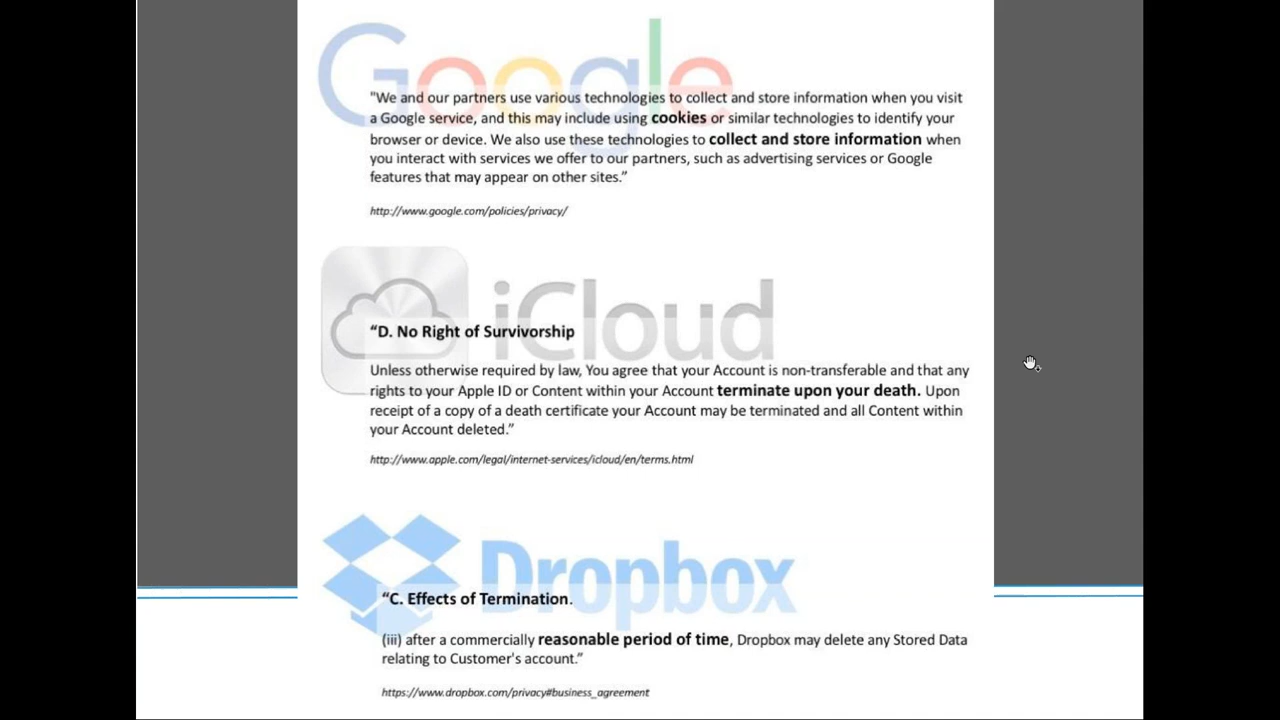 Google
"We and our partners use various technologies to collect and store information when you visit
a Google service, and this may include using cookies or similar technologies to identify your
browser or device. We also use these technologies to collect and store information when
you interact with services we offer to our partners, such as advertising services or Google
features that may appear on other sites.”
http://www.google.com/policies/privacy/
iCloud
“D. No Right of Survivorship
Unless otherwise required by law, You agree that your Account is non-transferable and that any
rights to your Apple ID or Content within your Account terminate upon your death. Upon
receipt of a copy of a death certificate your Account may be terminated and all Content within
your Account deleted.”
http://www.apple.com/legal/internet-services/icloud/en/terms.html
Dropbox
“C. Effects of Termination.
(iii) after a commercially reasonable period of time, Dropbox may delete any Stored Data
relating to Customer's account.”
https://www.dropbox.com/privacy#business_agreement